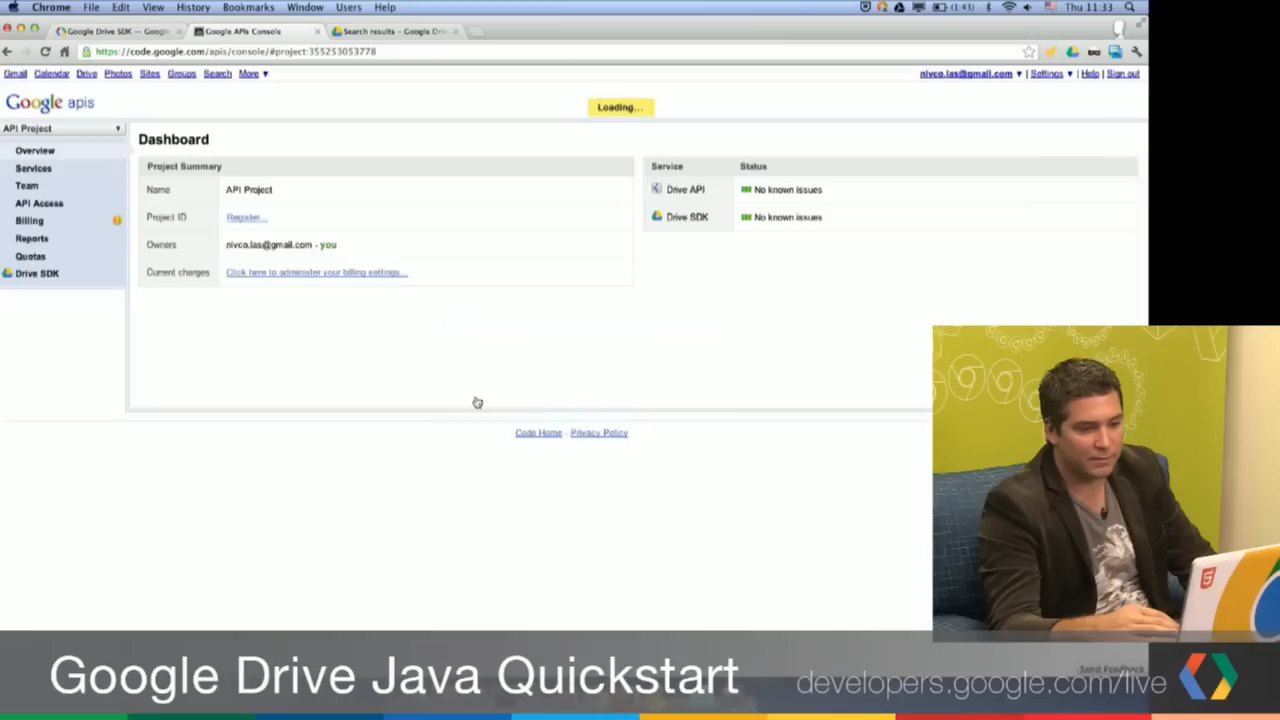 Chrome File Edit View History Bookmarks Window Users Help (1:43) Thu 11:33
Google Drive SDK — Google Google APIs Console Search results - Google Dri
https://code.google.com/apis/console/#project:355253053778
Gmail Calendar Drive Photos Sites Groups Search More nivco.las@gmail.com Settings Help Sign out
Google apis
Loading...
API Project
Dashboard
Overview
Services
Team
API Access
Billing
Reports
Quotas
Drive SDK
Project Summary
Name API Project
Project ID Register...
Owners nivco.las@gmail.com - you
Current charges Click here to administer your billing settings...
Service Status
Drive API No known issues
Drive SDK No known issues
Code Home - Privacy Policy
Send Feedback
Google Drive Java Quickstart
developers.google.com/live